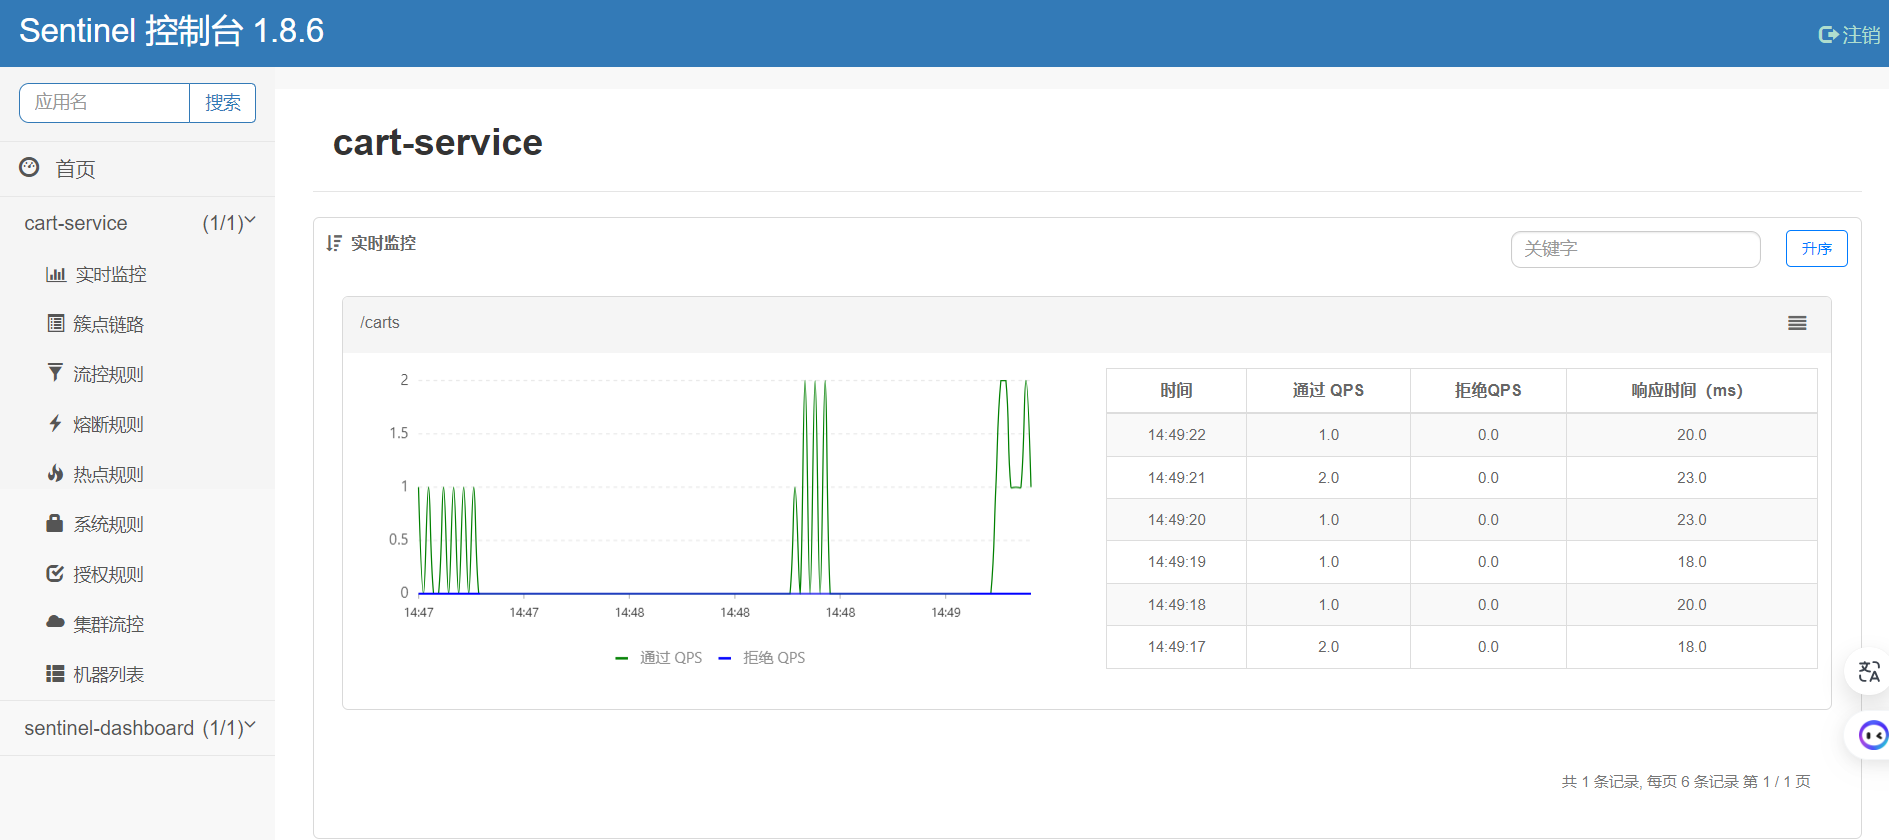 Sentinel 控制台 1.8.6
注销
应用名 搜索
首页
cart-service (1/1)
实时监控
簇点链路
流控规则
熔断规则
热点规则
系统规则
授权规则
集群流控
机器列表
sentinel-dashboard (1/1)
cart-service
实时监控
关键字
升序
/carts
2
1.5
1
0.5
0
14:47 14:47 14:48 14:48 14:48 14:49
通过 QPS 拒绝 QPS
时间 通过 QPS 拒绝QPS 响应时间（ms）
14:49:22 1.0 0.0 20.0
14:49:21 2.0 0.0 23.0
14:49:20 1.0 0.0 23.0
14:49:19 1.0 0.0 18.0
14:49:18 1.0 0.0 20.0
14:49:17 2.0 0.0 18.0
文A
共 1 条记录, 每页 6 条记录 第 1 / 1 页